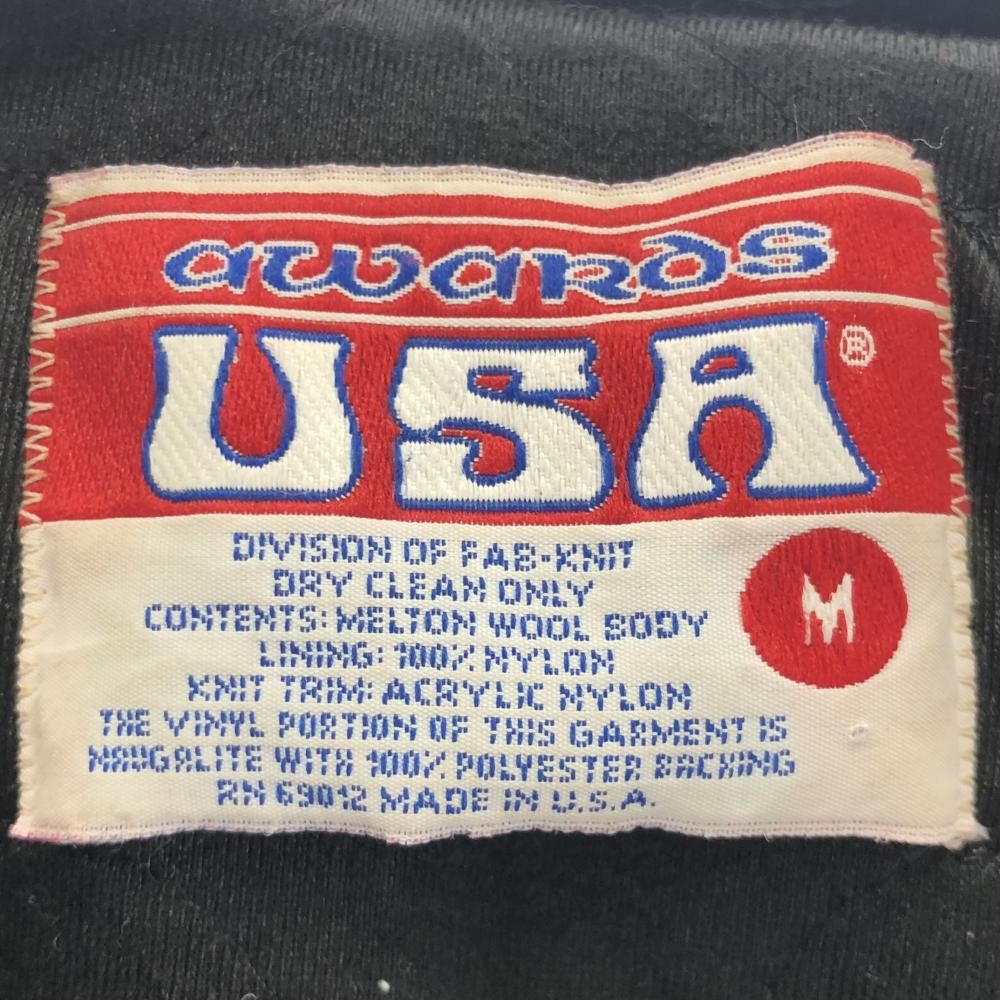 awards
USA®
DIVISION OF FAB-KNIT
DRY CLEAN ONLY
CONTENTS: MELTON WOOL BODY
LINING: 100% NYLON
KNIT TRIM: ACRYLIC NYLON
THE VINYL PORTION OF THIS GARMENT IS
NAUGALITE WITH 100% POLYESTER BACKING
RN 69012 MADE IN U.S.A.
M